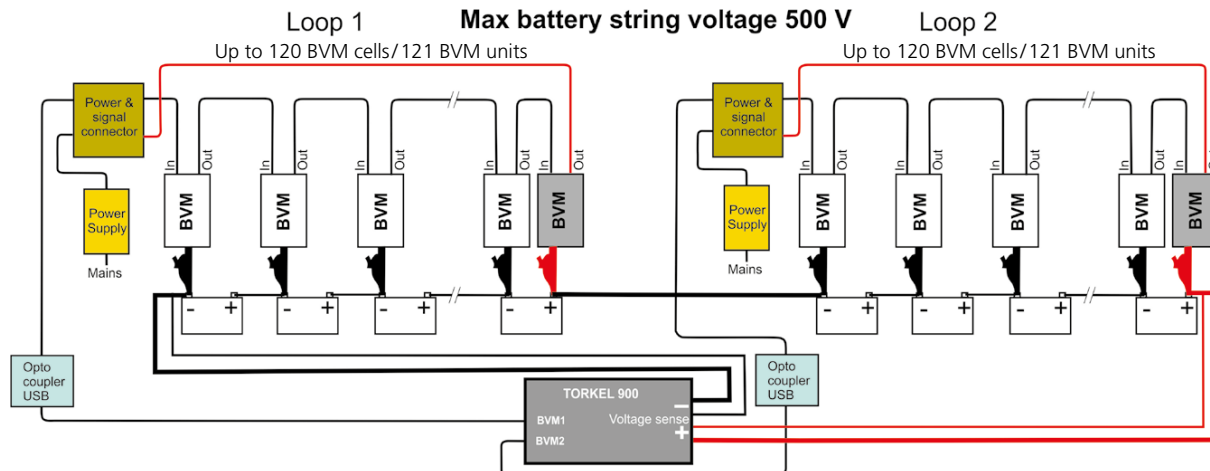 Loop 1
Max battery string voltage 500 V
Loop 2
Up to 120 BVM cells/121 BVM units
Up to 120 BVM cells/121 BVM units
Power &
signal
connector
In
Out
In
Out
In
Out
In
Out
In
Out
BVM
BVM
BVM
BVM
BVM
Power
Supply
Mains
- +
- +
- +
- +
Power &
signal
connector
In
Out
In
Out
In
Out
In
Out
In
BVM
BVM
BVM
BVM
BVM
Power
Supply
Mains
- +
- +
- +
- +
Opto
coupler
USB
TORKEL 900
−
Voltage sense
+
BVM1
BVM2
Opto
coupler
USB